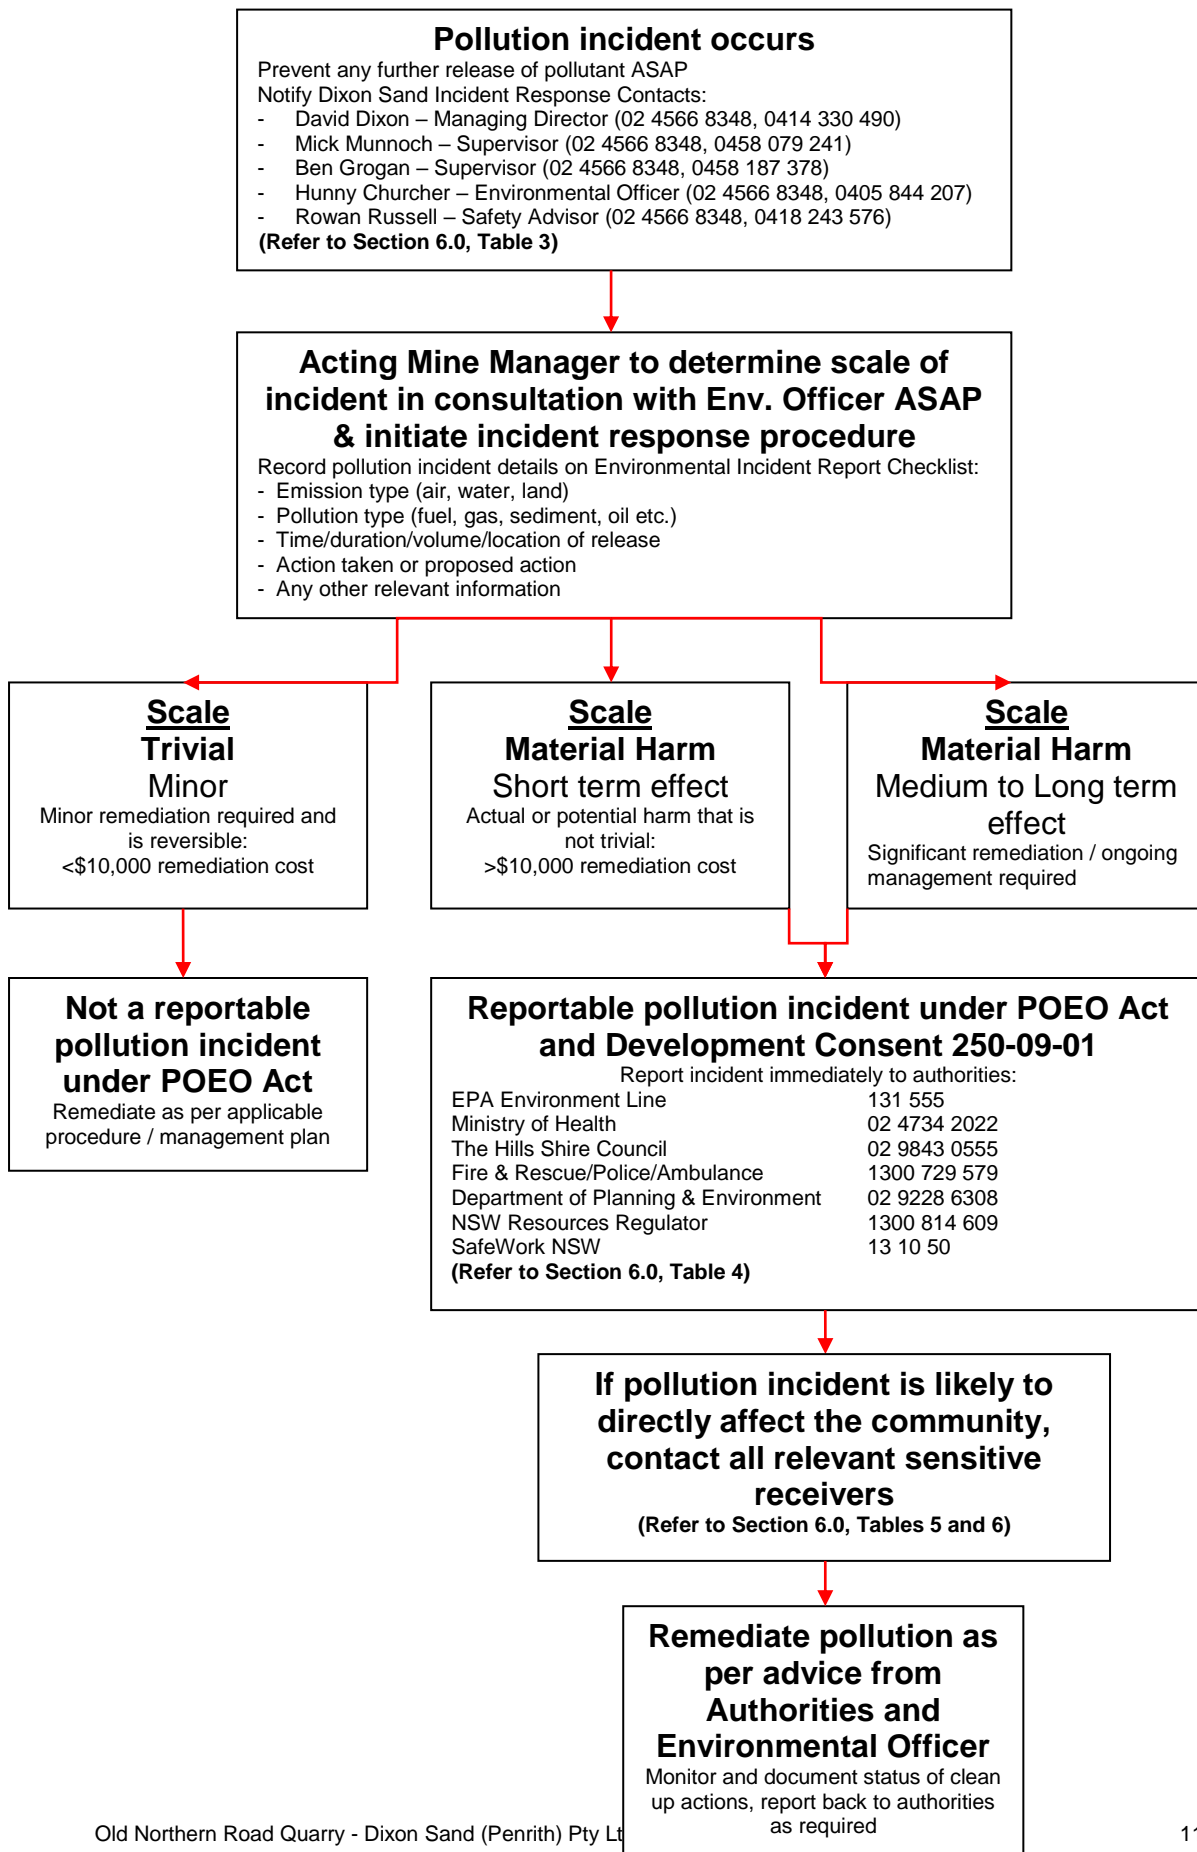 Pollution incident occurs
Prevent any further release of pollutant ASAP
Notify Dixon Sand Incident Response Contacts:
- David Dixon – Managing Director (02 4566 8348, 0414 330 490)
- Mick Munnoch – Supervisor (02 4566 8348, 0458 079 241)
- Ben Grogan – Supervisor (02 4566 8348, 0458 187 378)
- Hunny Churcher – Environmental Officer (02 4566 8348, 0405 844 207)
- Rowan Russell – Safety Advisor (02 4566 8348, 0418 243 576)
(Refer to Section 6.0, Table 3)
Acting Mine Manager to determine scale of
incident in consultation with Env. Officer ASAP
& initiate incident response procedure
Record pollution incident details on Environmental Incident Report Checklist:
- Emission type (air, water, land)
- Pollution type (fuel, gas, sediment, oil etc.)
- Time/duration/volume/location of release
- Action taken or proposed action
- Any other relevant information
Scale
Trivial
Minor
Minor remediation required and
is reversible:
<$10,000 remediation cost
Scale
Material Harm
Short term effect
Actual or potential harm that is
not trivial:
>$10,000 remediation cost
Scale
Material Harm
Medium to Long term
effect
Significant remediation / ongoing
management required
Not a reportable
pollution incident
under POEO Act
Remediate as per applicable
procedure / management plan
Reportable pollution incident under POEO Act
and Development Consent 250-09-01
Report incident immediately to authorities:
EPA Environment Line 131 555
Ministry of Health 02 4734 2022
The Hills Shire Council 02 9843 0555
Fire & Rescue/Police/Ambulance 1300 729 579
Department of Planning & Environment 02 9228 6308
NSW Resources Regulator 1300 814 609
SafeWork NSW 13 10 50
(Refer to Section 6.0, Table 4)
If pollution incident is likely to
directly affect the community,
contact all relevant sensitive
receivers
(Refer to Section 6.0, Tables 5 and 6)
Remediate pollution as
per advice from
Authorities and
Environmental Officer
Monitor and document status of clean
up actions, report back to authorities
as required
Old Northern Road Quarry - Dixon Sand (Penrith) Pty Lt 11